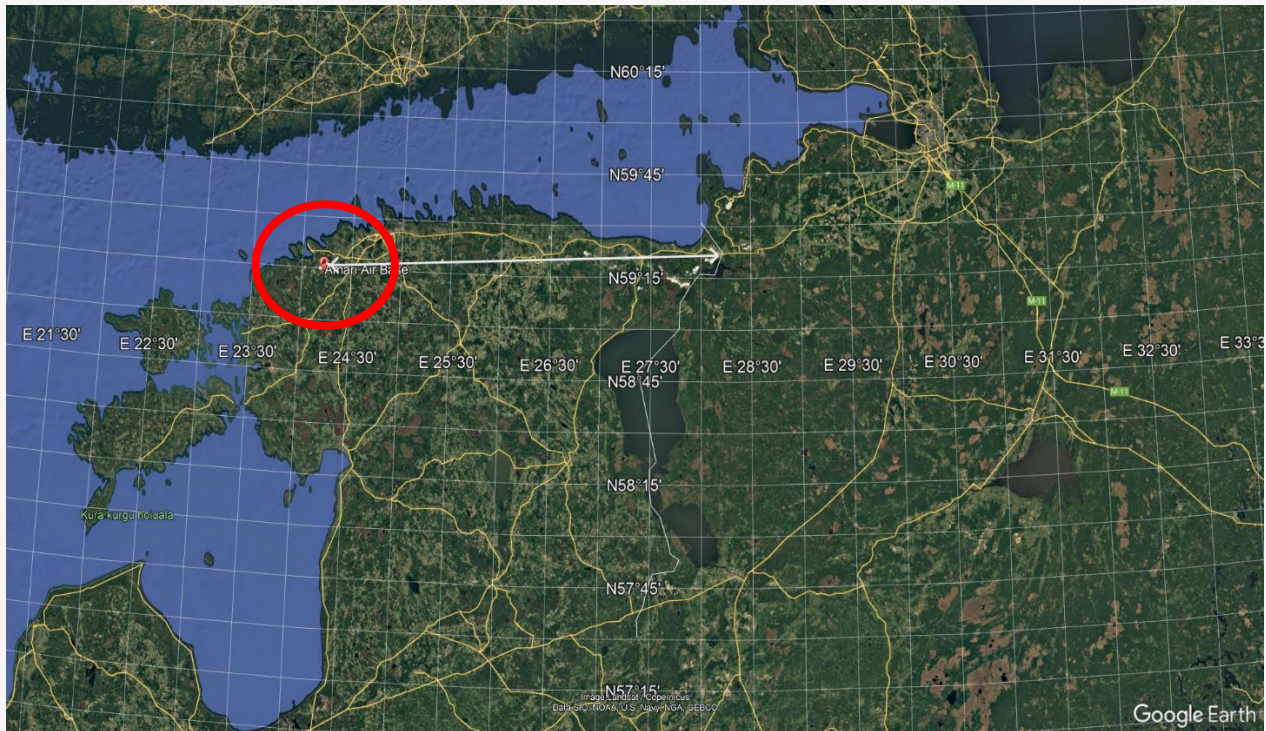 N60°15'
M-11
N59°45'
Amari Air Base
N59°15'
M-11
E 21°30'
E 22°30'
E 23°30'
E 24°30'
E 25°30'
E 26°30'
E 27°30'
E 28°30'
E 29°30'
E 30°30'
E 31°30'
E 32°30'
E 33°3
N58°45'
M-11
N58°15'
Kura kurgu holuala
N57°45'
N57°15'
Image Landsat / Copernicus
Data SIO, NOAA, U.S. Navy, NGA, GEBCO
Google Earth